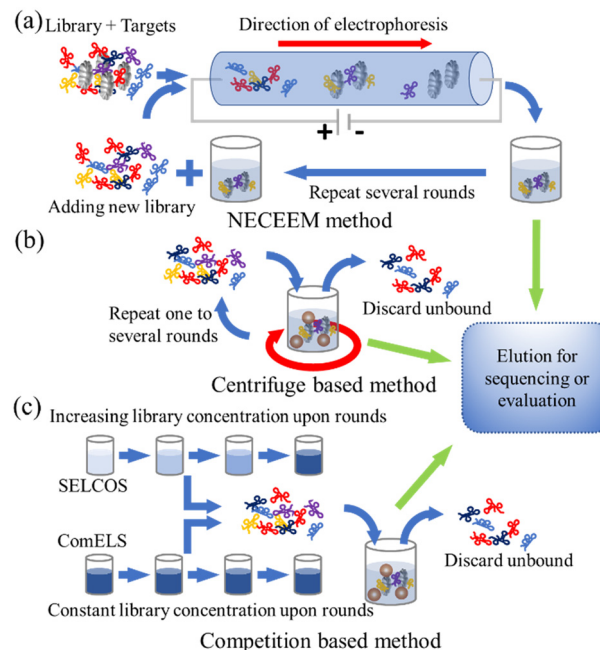 (a)
Library + Targets
Direction of electrophoresis
+ -
Adding new library
+
Repeat several rounds
NECEEM method
(b)
Repeat one to
several rounds
Discard unbound
Centrifuge based method
Elution for
sequencing or
evaluation
(c)
Increasing library concentration upon rounds
SELCOS
ComELS
Constant library concentration upon rounds
Discard unbound
Competition based method